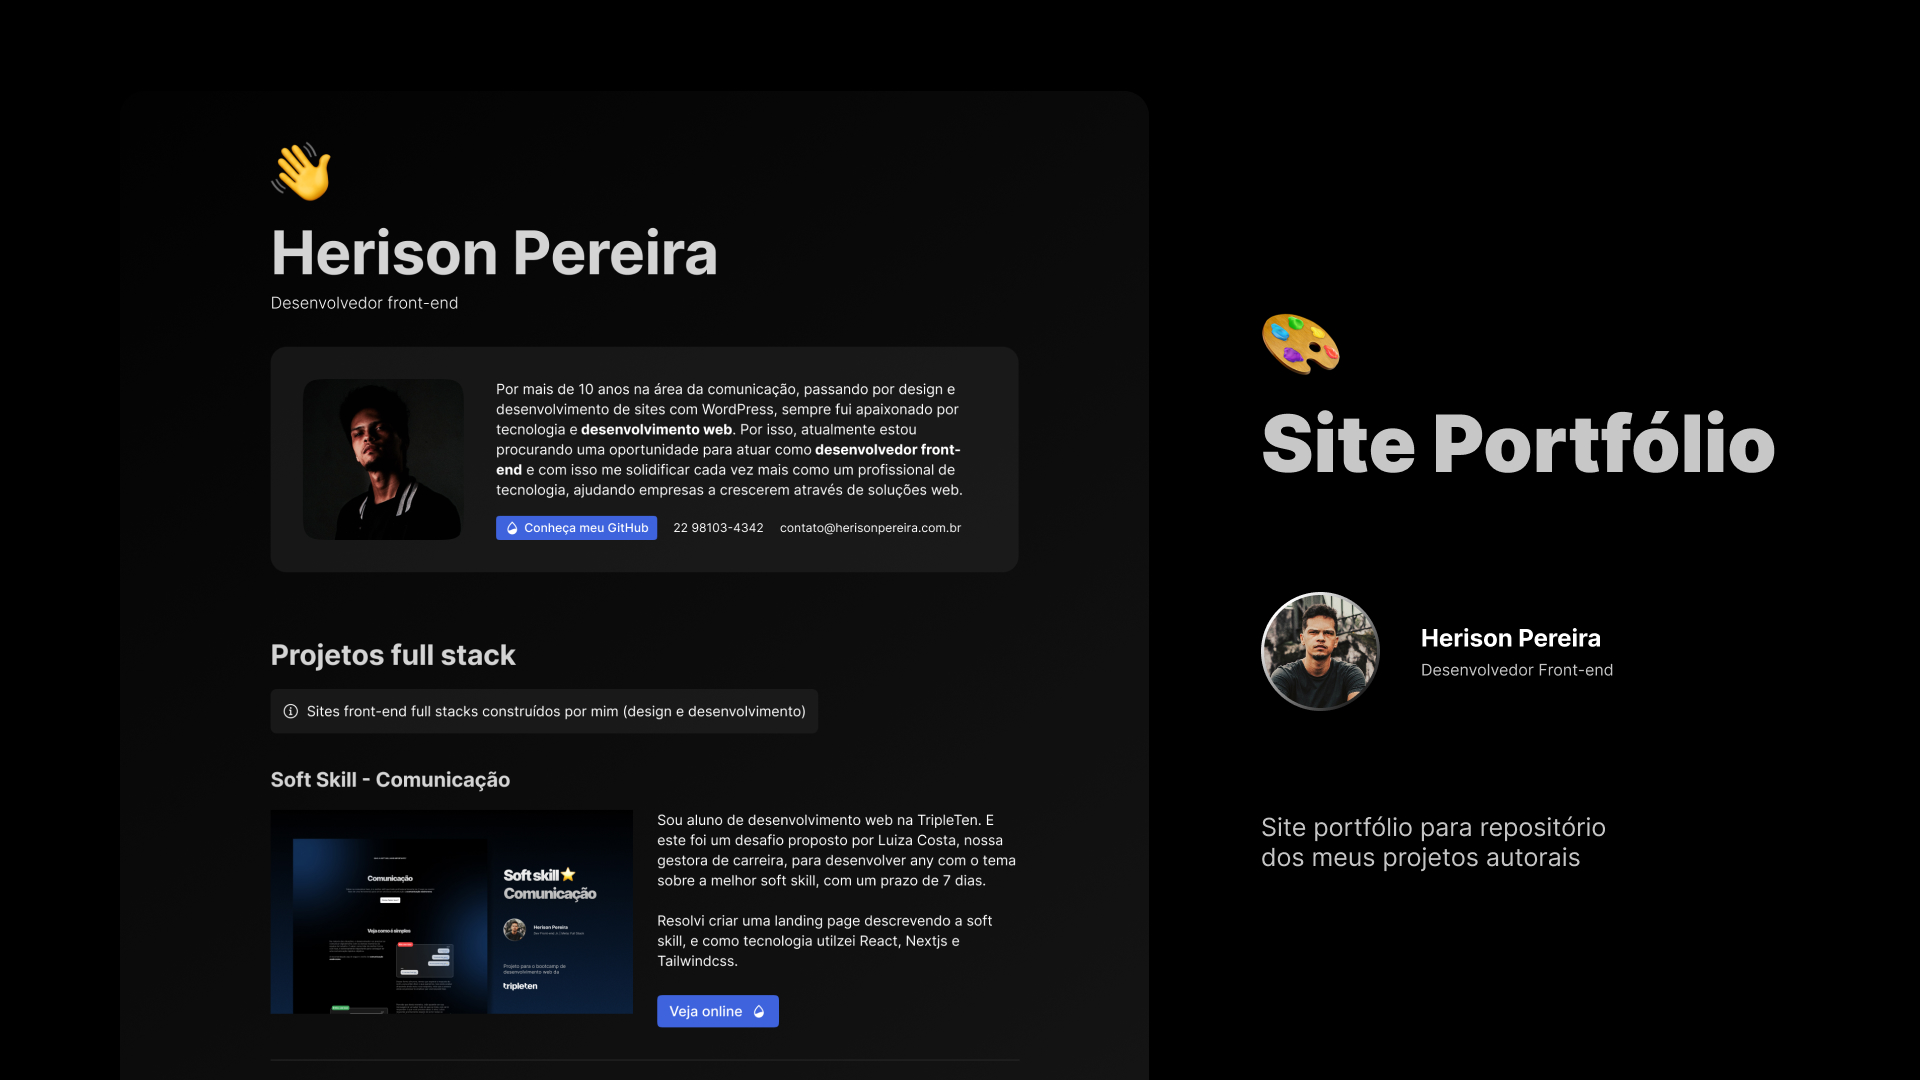 Herison Pereira
Desenvolvedor front-end
Por mais de 10 anos na área da comunicação, passando por design e
desenvolvimento de sites com WordPress, sempre fui apaixonado por
tecnologia e desenvolvimento web. Por isso, atualmente estou
procurando uma oportunidade para atuar como desenvolvedor front-
end e com isso me solidificar cada vez mais como um profissional de
tecnologia, ajudando empresas a crescerem através de soluções web.
Conheça meu GitHub
22 98103-4342
contato@herisonpereira.com.br
Projetos full stack
Sites front-end full stacks construídos por mim (design e desenvolvimento)
Soft Skill - Comunicação
Comunicação
Veja como é simples
Soft skill
Comunicação
Herison Pereira
Projeto para o bootcamp de
desenvolvimento web da
tripleten
Sou aluno de desenvolvimento web na TripleTen. E
este foi um desafio proposto por Luiza Costa, nossa
gestora de carreira, para desenvolver any com o tema
sobre a melhor soft skill, com um prazo de 7 dias.
Resolvi criar uma landing page descrevendo a soft
skill, e como tecnologia utilzei React, Nextjs e
Tailwindcss.
Veja online
Site Portfólio
Herison Pereira
Desenvolvedor Front-end
Site portfólio para repositório
dos meus projetos autorais